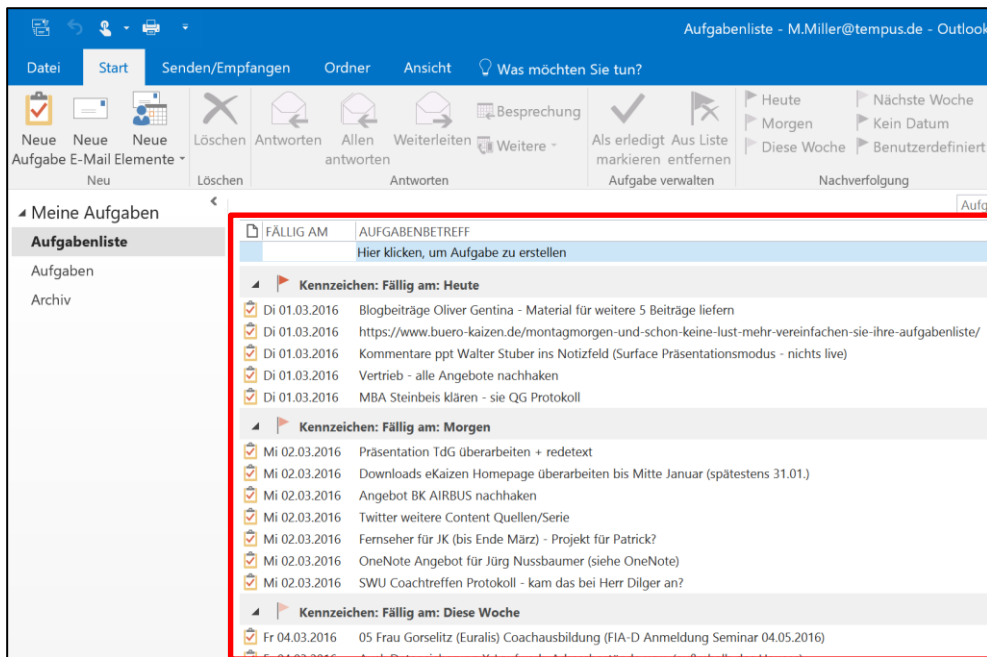 Aufgabenliste - M.Miller@tempus.de - Outlook
Datei Start Senden/Empfangen Ordner Ansicht Was möchten Sie tun?
Neue Aufgabe
Neue E-Mail
Neue Elemente
Neu
Löschen
Löschen
Antworten
Allen antworten
Weiterleiten
Besprechung
Weitere
Antworten
Als erledigt markieren
Aus Liste entfernen
Aufgabe verwalten
Heute
Morgen
Diese Woche
Nächste Woche
Kein Datum
Benutzerdefiniert
Nachverfolgung
Meine Aufgaben
Aufgabenliste
Aufgaben
Archiv
FÄLLIG AM AUFGABENBETREFF
Hier klicken, um Aufgabe zu erstellen
Kennzeichen: Fällig am: Heute
Di 01.03.2016 Blogbeiträge Oliver Gentina - Material für weitere 5 Beiträge liefern
Di 01.03.2016 https://www.buero-kaizen.de/montagmorgen-und-schon-keine-lust-mehr-vereinfachen-sie-ihre-aufgabenliste/
Di 01.03.2016 Kommentare ppt Walter Stuber ins Notizfeld (Surface Präsentationsmodus - nichts live)
Di 01.03.2016 Vertrieb - alle Angebote nachhaken
Di 01.03.2016 MBA Steinbeis klären - sie QG Protokoll
Kennzeichen: Fällig am: Morgen
Mi 02.03.2016 Präsentation TdG überarbeiten + redetext
Mi 02.03.2016 Downloads eKaizen Homepage überarbeiten bis Mitte Januar (spätestens 31.01.)
Mi 02.03.2016 Angebot BK AIRBUS nachhaken
Mi 02.03.2016 Twitter weitere Content Quellen/Serie
Mi 02.03.2016 Fernseher für JK (bis Ende März) - Projekt für Patrick?
Mi 02.03.2016 OneNote Angebot für Jürg Nussbaumer (siehe OneNote)
Mi 02.03.2016 SWU Coachtreffen Protokoll - kam das bei Herr Dilger an?
Kennzeichen: Fällig am: Diese Woche
Fr 04.03.2016 05 Frau Gorselitz (Euralis) Coachausbildung (FIA-D Anmeldung Seminar 04.05.2016)